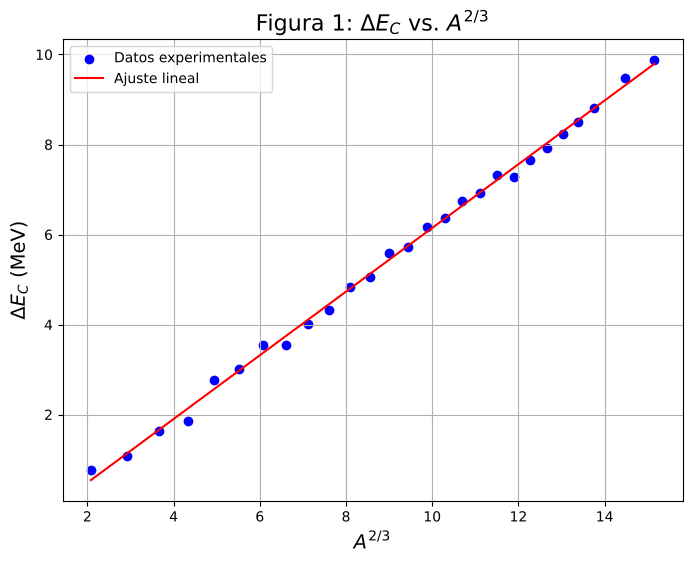 Figura 1: ΔE_C vs. A^{2/3}
Datos experimentales
Ajuste lineal
ΔE_C (MeV)
10
8
6
4
2
2 4 6 8 10 12 14
A^{2/3}